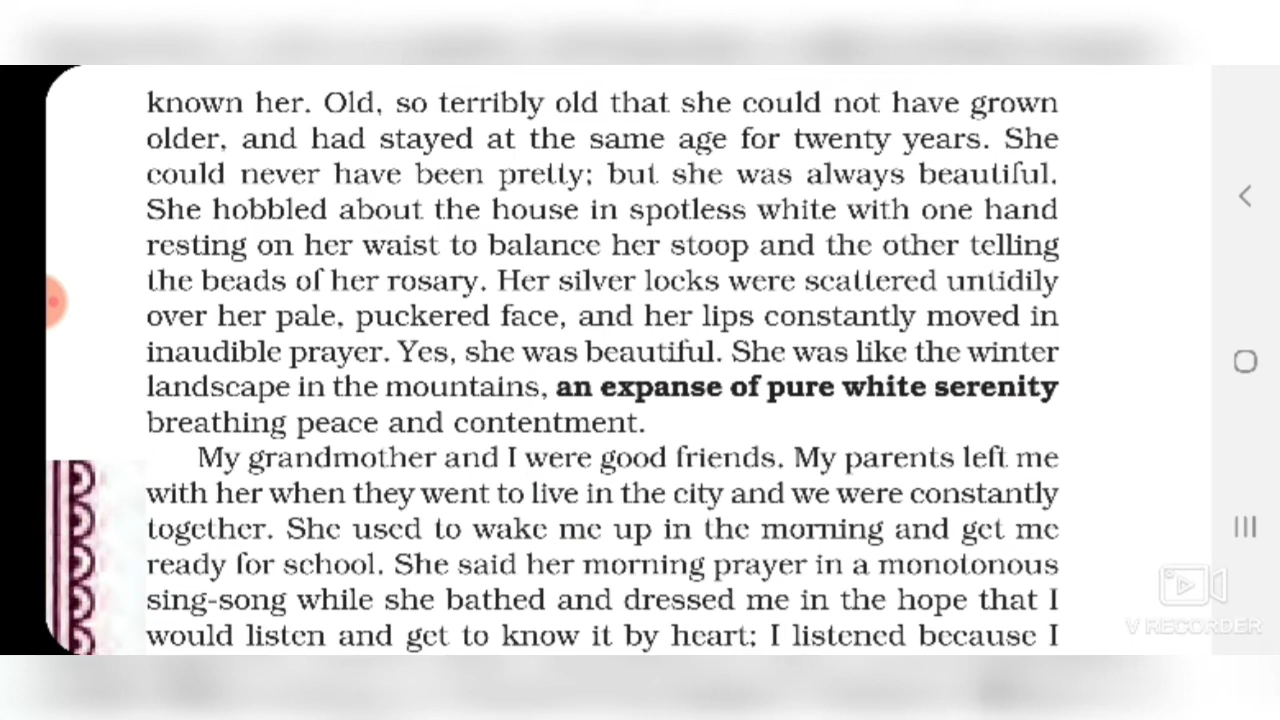 known her. Old, so terribly old that she could not have grown
older, and had stayed at the same age for twenty years. She
could never have been pretty; but she was always beautiful.
She hobbled about the house in spotless white with one hand
resting on her waist to balance her stoop and the other telling
the beads of her rosary. Her silver locks were scattered untidily
over her pale, puckered face, and her lips constantly moved in
inaudible prayer. Yes, she was beautiful. She was like the winter
landscape in the mountains, an expanse of pure white serenity
breathing peace and contentment.
My grandmother and I were good friends. My parents left me
with her when they went to live in the city and we were constantly
together. She used to wake me up in the morning and get me
ready for school. She said her morning prayer in a monotonous
sing-song while she bathed and dressed me in the hope that I
would listen and get to know it by heart; I listened because I
V RECORDER